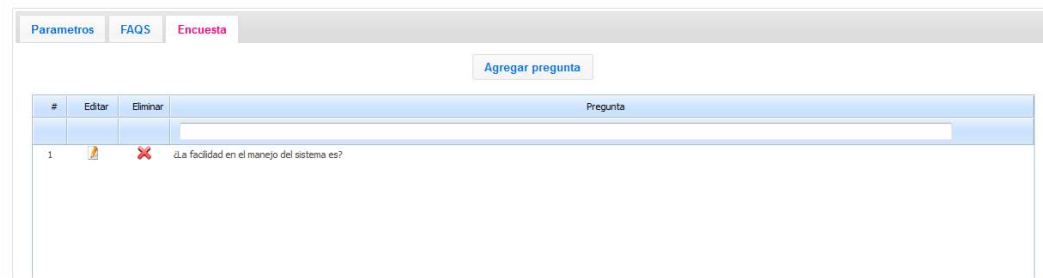 Parametros FAQS Encuesta
Agregar pregunta
# Editar Eliminar Pregunta
1 ¿La facilidad en el manejo del sistema es?